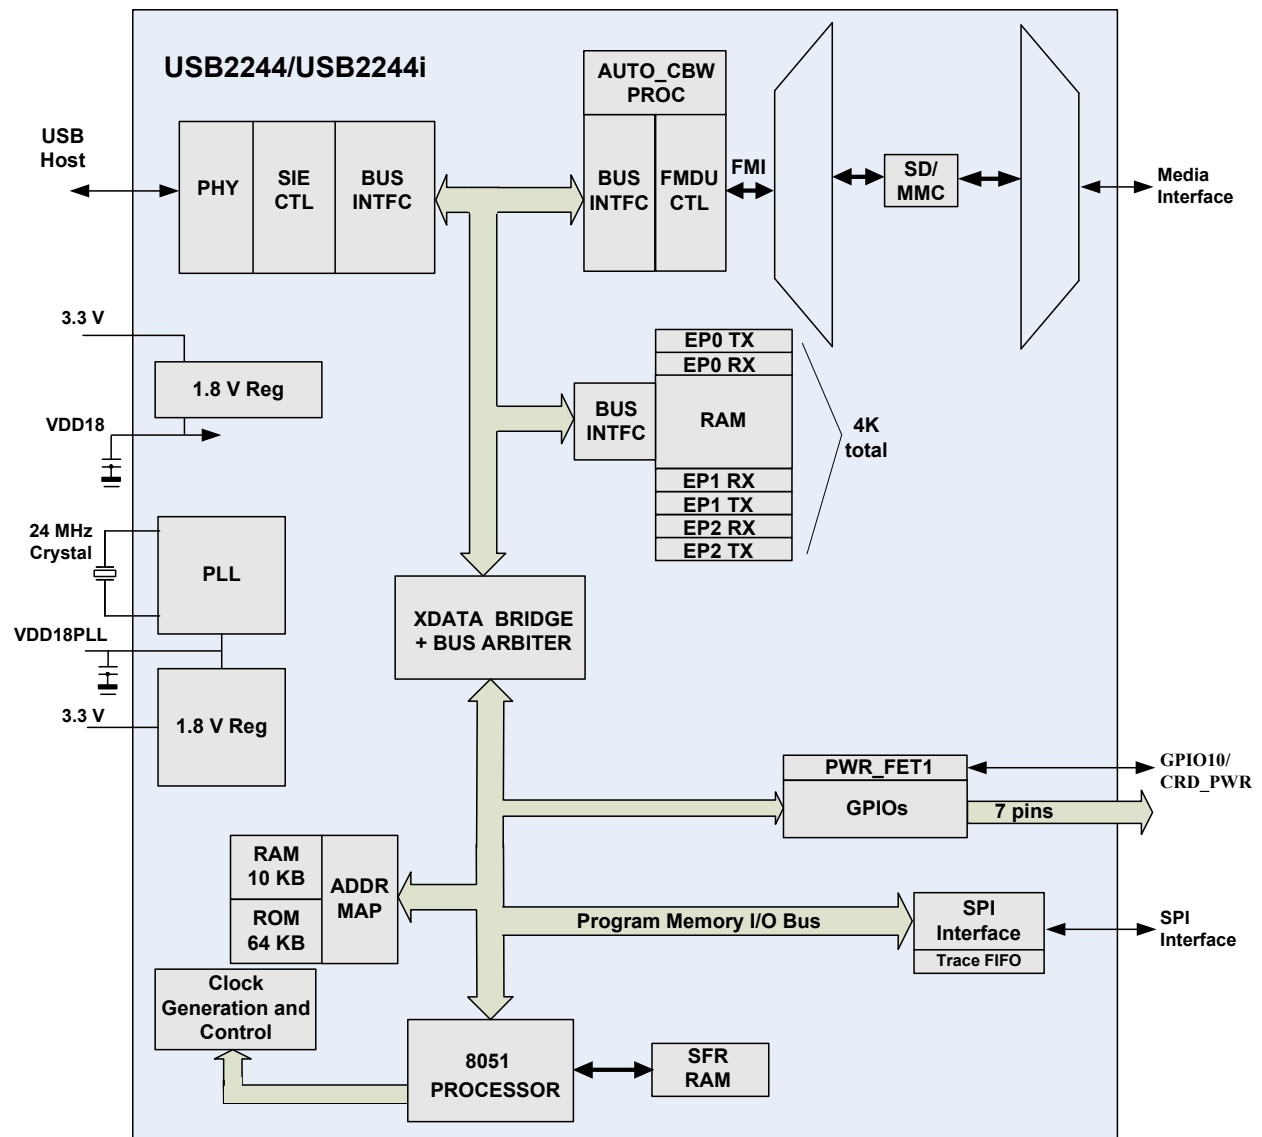 USB2244/USB2244i
AUTO_CBW
PROC
USB
Host
PHY
SIE
CTL
BUS
INTFC
BUS
INTFC
FMDU
CTL
FMI
SD/
MMC
Media
Interface
3.3 V
1.8 V Reg
VDD18
EP0 TX
EP0 RX
BUS
INTFC
RAM
4K
total
EP1 RX
EP1 TX
EP2 RX
EP2 TX
24 MHz
Crystal
PLL
XDATA BRIDGE
+ BUS ARBITER
VDD18PLL
3.3 V
1.8 V Reg
PWR_FET1
GPIO10/
CRD_PWR
GPIOs
7 pins
RAM
10 KB
ROM
64 KB
ADDR
MAP
Program Memory I/O Bus
SPI
Interface
Trace FIFO
SPI
Interface
Clock
Generation and
Control
8051
PROCESSOR
SFR
RAM